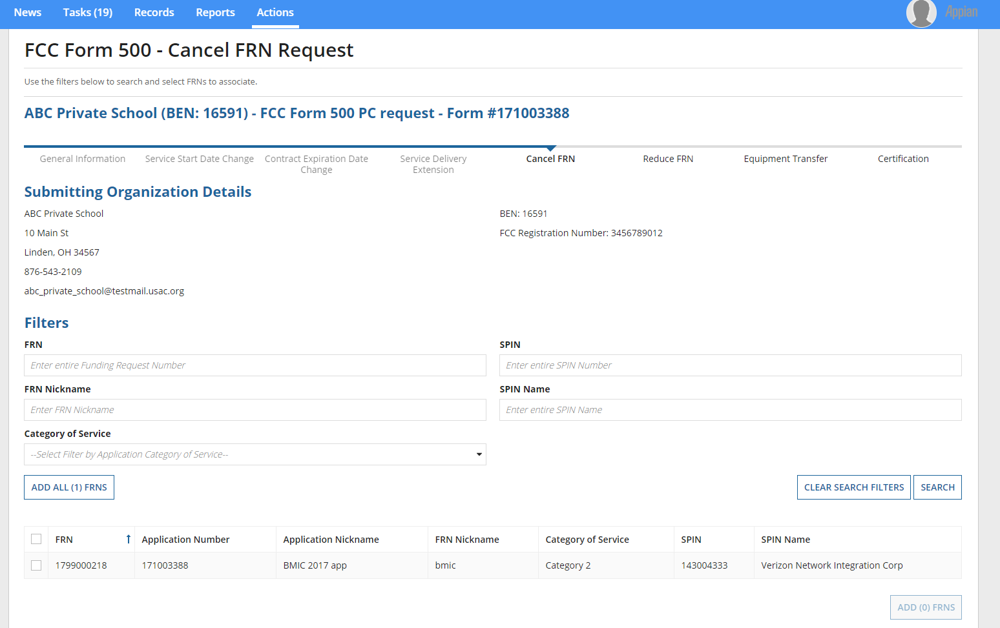 News Tasks (19) Records Reports Actions Appian
FCC Form 500 - Cancel FRN Request
Use the filters below to search and select FRNs to associate.
ABC Private School (BEN: 16591) - FCC Form 500 PC request - Form #171003388
General Information Service Start Date Change Contract Expiration Date Change Service Delivery Extension Cancel FRN Reduce FRN Equipment Transfer Certification
Submitting Organization Details
ABC Private School BEN: 16591
10 Main St FCC Registration Number: 3456789012
Linden, OH 34567
876-543-2109
abc_private_school@testmail.usac.org
Filters
FRN SPIN
Enter entire Funding Request Number Enter entire SPIN Number
FRN Nickname SPIN Name
Enter FRN Nickname Enter entire SPIN Name
Category of Service
--Select Filter by Application Category of Service--
ADD ALL (1) FRNS CLEAR SEARCH FILTERS SEARCH
FRN Application Number Application Nickname FRN Nickname Category of Service SPIN SPIN Name
1799000218 171003388 BMIC 2017 app bmic Category 2 143004333 Verizon Network Integration Corp
ADD (0) FRNS